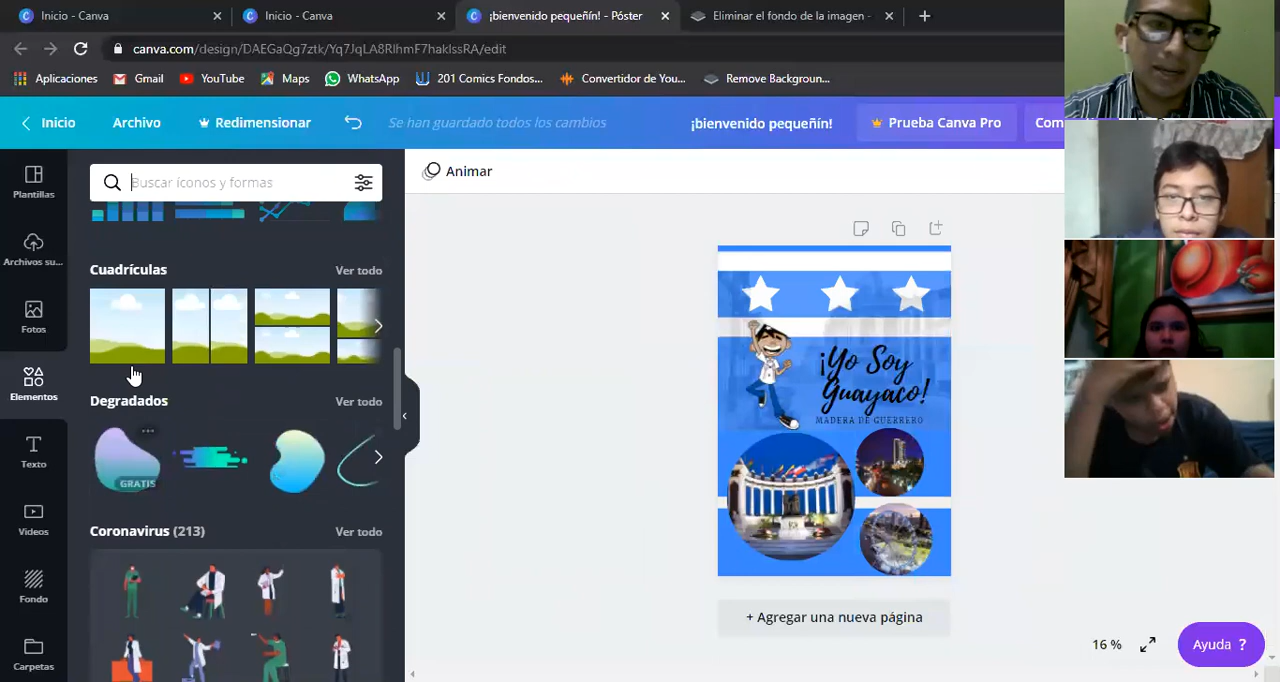 Inicio - Canva
Inicio - Canva
¡bienvenido pequeñín! - Póster
Eliminar el fondo de la imagen -
canva.com/design/DAEGaQg7ztk/Yq7JqLA8RlhmF7hakIssRA/edit
Aplicaciones
Gmail
YouTube
Maps
WhatsApp
201 Comics Fondos...
Convertidor de You...
Remove Backgroun...
Inicio
Archivo
Redimensionar
Se han guardado todos los cambios
¡bienvenido pequeñín!
Prueba Canva Pro
Com
Plantillas
Archivos su...
Fotos
Elementos
Texto
Videos
Fondo
Carpetas
Buscar íconos y formas
Cuadrículas
Ver todo
Degradados
Ver todo
GRATIS
Coronavirus (213)
Ver todo
Animar
¡Yo Soy
Guayaco!
MADERA DE GUERRERO
+ Agregar una nueva página
16 %
Ayuda ?